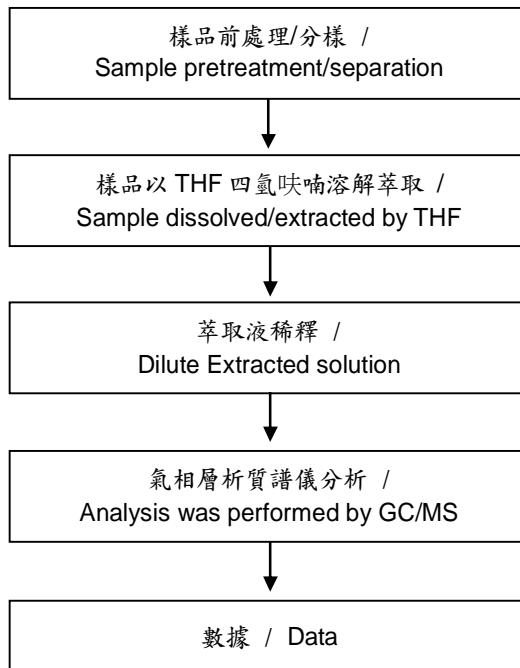 樣品前處理/分樣 /
Sample pretreatment/separation
樣品以 THF 四氫呋喃溶解萃取 /
Sample dissolved/extracted by THF
萃取液稀釋 /
Dilute Extracted solution
氣相層析質譜儀分析 /
Analysis was performed by GC/MS
數據 / Data